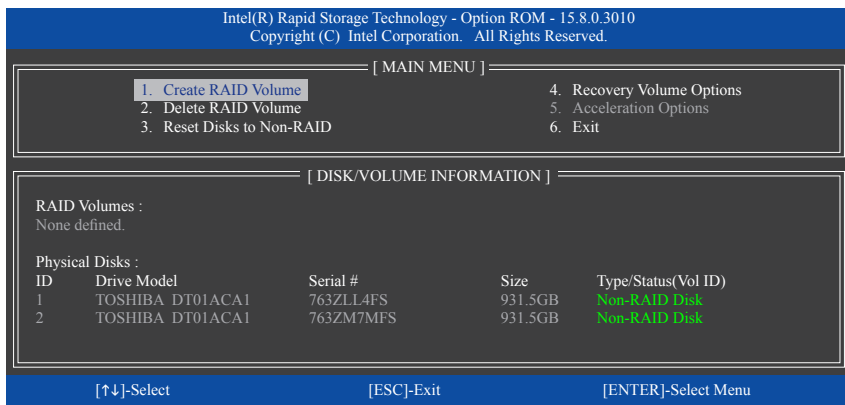 Intel(R) Rapid Storage Technology - Option ROM - 15.8.0.3010
Copyright (C) Intel Corporation. All Rights Reserved.
[ MAIN MENU ]
1. Create RAID Volume
2. Delete RAID Volume
3. Reset Disks to Non-RAID
4. Recovery Volume Options
5. Acceleration Options
6. Exit
[ DISK/VOLUME INFORMATION ]
RAID Volumes :
None defined.
Physical Disks :
ID Drive Model Serial # Size Type/Status(Vol ID)
1 TOSHIBA DT01ACA1 763ZLL4FS 931.5GB Non-RAID Disk
2 TOSHIBA DT01ACA1 763ZM7MFS 931.5GB Non-RAID Disk
[↑↓]-Select [ESC]-Exit [ENTER]-Select Menu